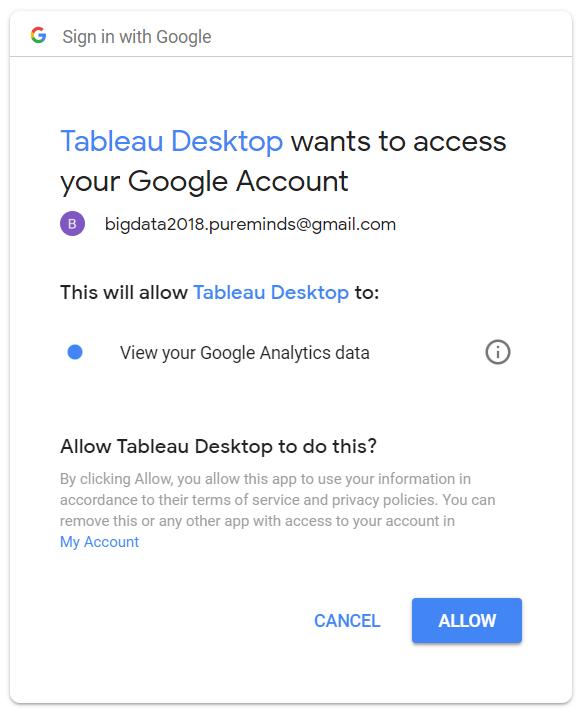 Sign in with Google
Tableau Desktop wants to access
your Google Account
B
bigdata2018.pureminds@gmail.com
This will allow Tableau Desktop to:
View your Google Analytics data
Allow Tableau Desktop to do this?
By clicking Allow, you allow this app to use your information in
accordance to their terms of service and privacy policies. You can
remove this or any other app with access to your account in
My Account
CANCEL ALLOW